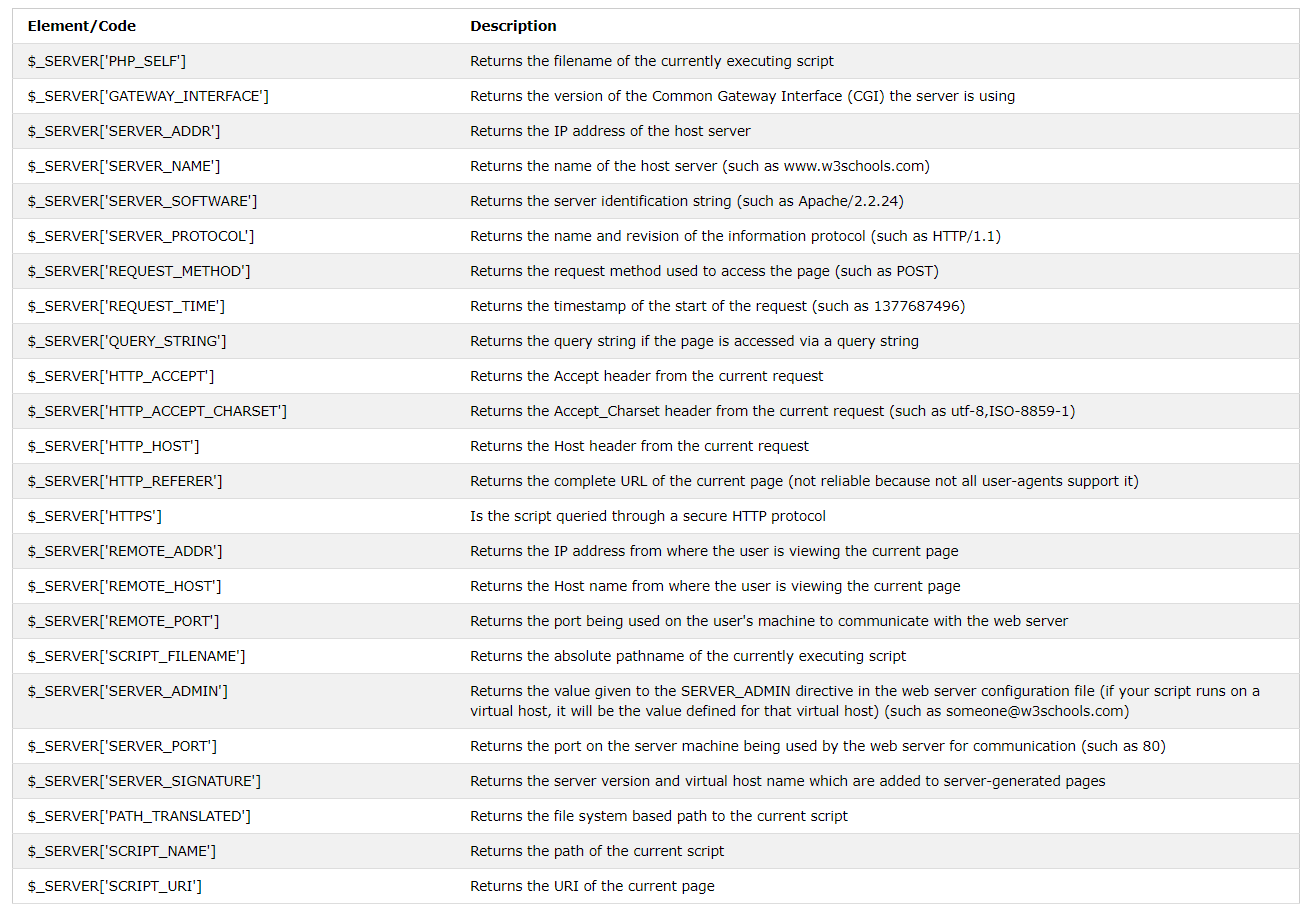 Element/Code Description
$_SERVER['PHP_SELF'] Returns the filename of the currently executing script
$_SERVER['GATEWAY_INTERFACE'] Returns the version of the Common Gateway Interface (CGI) the server is using
$_SERVER['SERVER_ADDR'] Returns the IP address of the host server
$_SERVER['SERVER_NAME'] Returns the name of the host server (such as www.w3schools.com)
$_SERVER['SERVER_SOFTWARE'] Returns the server identification string (such as Apache/2.2.24)
$_SERVER['SERVER_PROTOCOL'] Returns the name and revision of the information protocol (such as HTTP/1.1)
$_SERVER['REQUEST_METHOD'] Returns the request method used to access the page (such as POST)
$_SERVER['REQUEST_TIME'] Returns the timestamp of the start of the request (such as 1377687496)
$_SERVER['QUERY_STRING'] Returns the query string if the page is accessed via a query string
$_SERVER['HTTP_ACCEPT'] Returns the Accept header from the current request
$_SERVER['HTTP_ACCEPT_CHARSET'] Returns the Accept_Charset header from the current request (such as utf-8,ISO-8859-1)
$_SERVER['HTTP_HOST'] Returns the Host header from the current request
$_SERVER['HTTP_REFERER'] Returns the complete URL of the current page (not reliable because not all user-agents support it)
$_SERVER['HTTPS'] Is the script queried through a secure HTTP protocol
$_SERVER['REMOTE_ADDR'] Returns the IP address from where the user is viewing the current page
$_SERVER['REMOTE_HOST'] Returns the Host name from where the user is viewing the current page
$_SERVER['REMOTE_PORT'] Returns the port being used on the user's machine to communicate with the web server
$_SERVER['SCRIPT_FILENAME'] Returns the absolute pathname of the currently executing script
$_SERVER['SERVER_ADMIN'] Returns the value given to the SERVER_ADMIN directive in the web server configuration file (if your script runs on a
virtual host, it will be the value defined for that virtual host) (such as someone@w3schools.com)
$_SERVER['SERVER_PORT'] Returns the port on the server machine being used by the web server for communication (such as 80)
$_SERVER['SERVER_SIGNATURE'] Returns the server version and virtual host name which are added to server-generated pages
$_SERVER['PATH_TRANSLATED'] Returns the file system based path to the current script
$_SERVER['SCRIPT_NAME'] Returns the path of the current script
$_SERVER['SCRIPT_URI'] Returns the URI of the current page